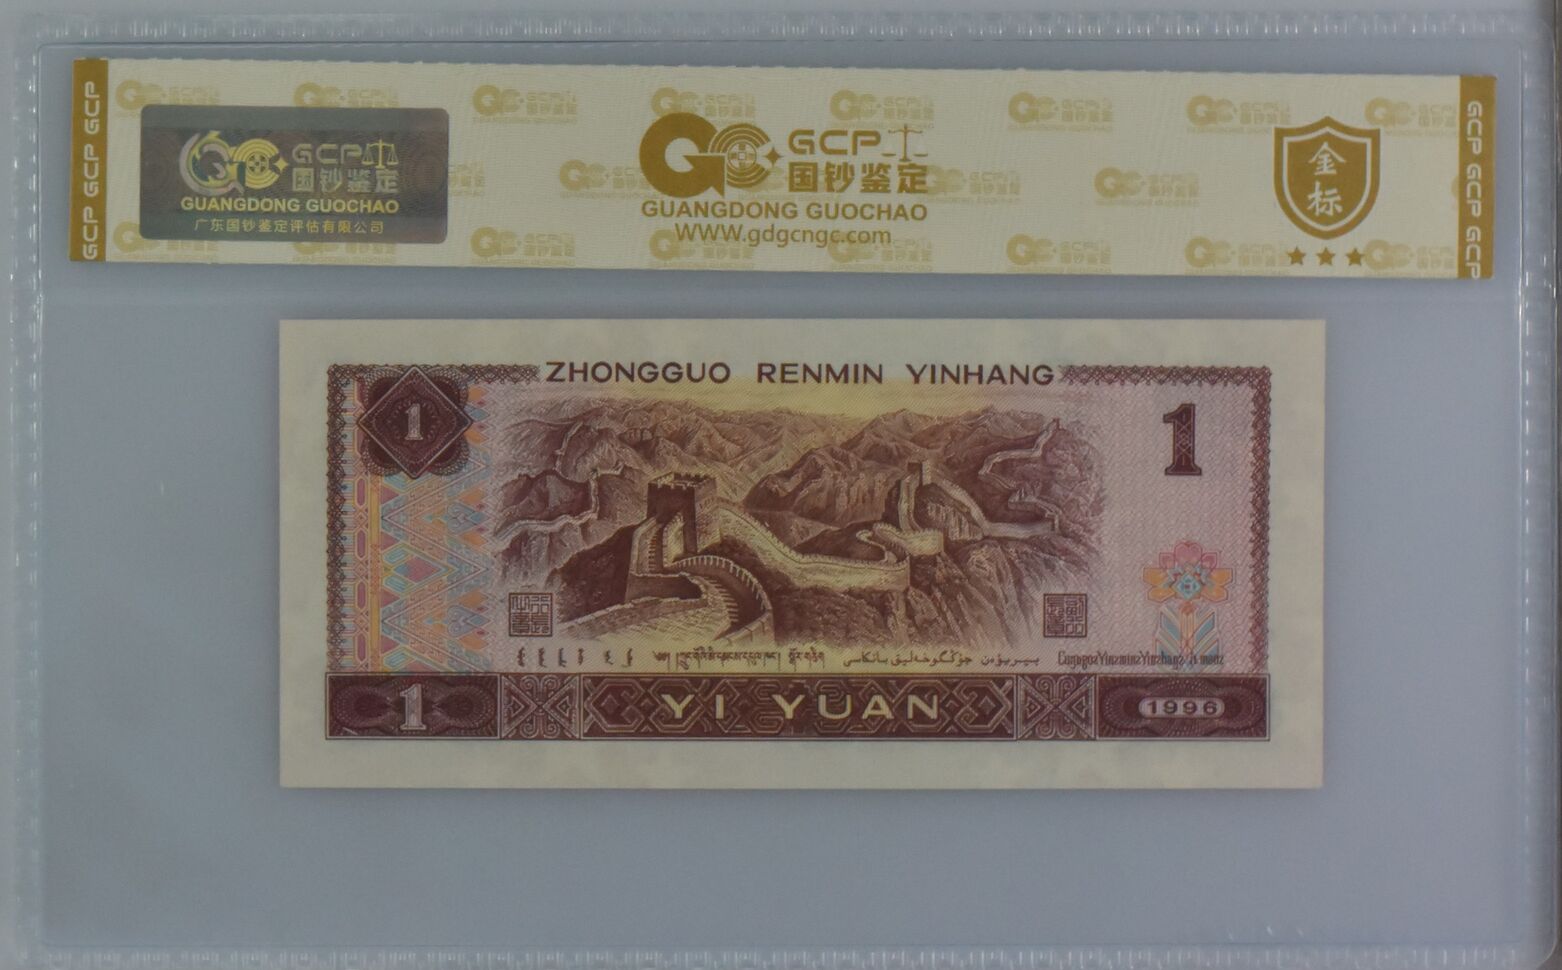 GCP GCP GCP
GCP
国钞鉴定
GUANGDONG GUOCHAO
广东国钞鉴定评估有限公司
GCP
国钞鉴定
GUANGDONG GUOCHAO
WWW.gdgcngc.com
金
标
GCP GCP GCP
ZHONGGUO RENMIN YINHANG
1
1
YI YUAN
1
1996